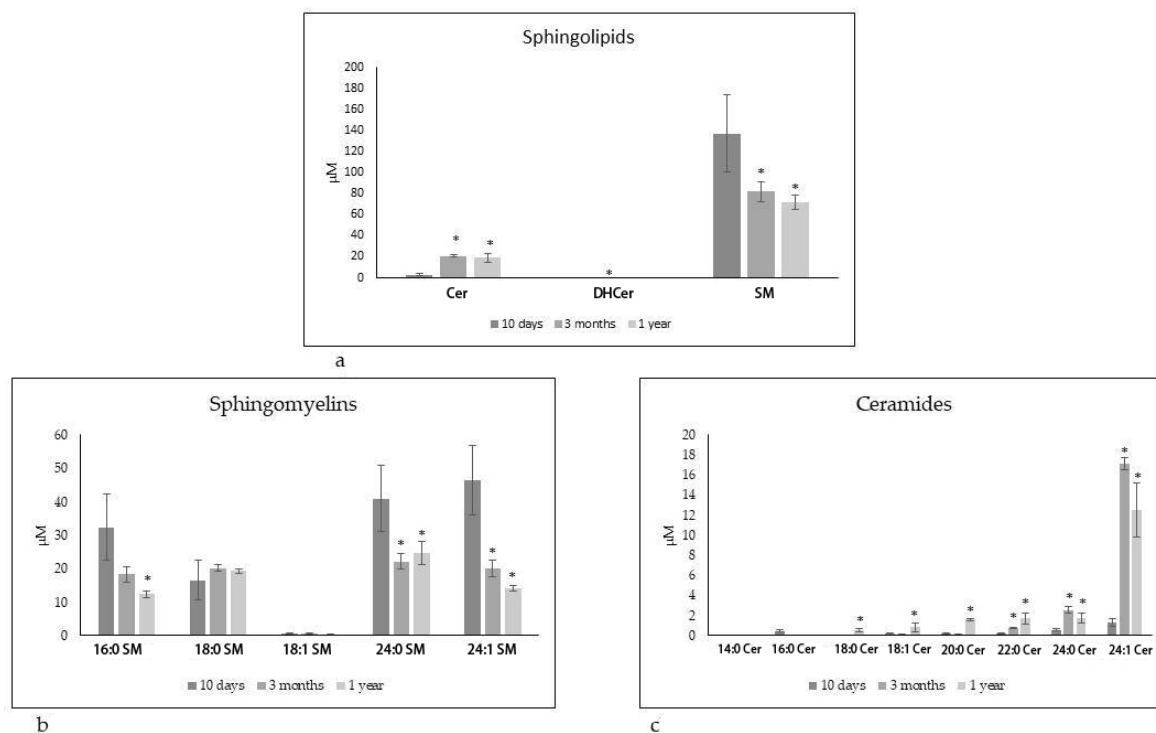 Sphingolipids
200
180
160
140
120
100
80
60
40
20
0
µM
* * * * *
Cer DHCer SM
10 days 3 months 1 year
a
Sphingomyelins
60
50
40
30
20
10
0
µM
* * * * *
16:0 SM 18:0 SM 18:1 SM 24:0 SM 24:1 SM
10 days 3 months 1 year
b
Ceramides
20
18
16
14
12
10
8
6
4
2
0
µM
* * * * * * * * *
14:0 Cer 16:0 Cer 18:0 Cer 18:1 Cer 20:0 Cer 22:0 Cer 24:0 Cer 24:1 Cer
10 days 3 months 1 year
c